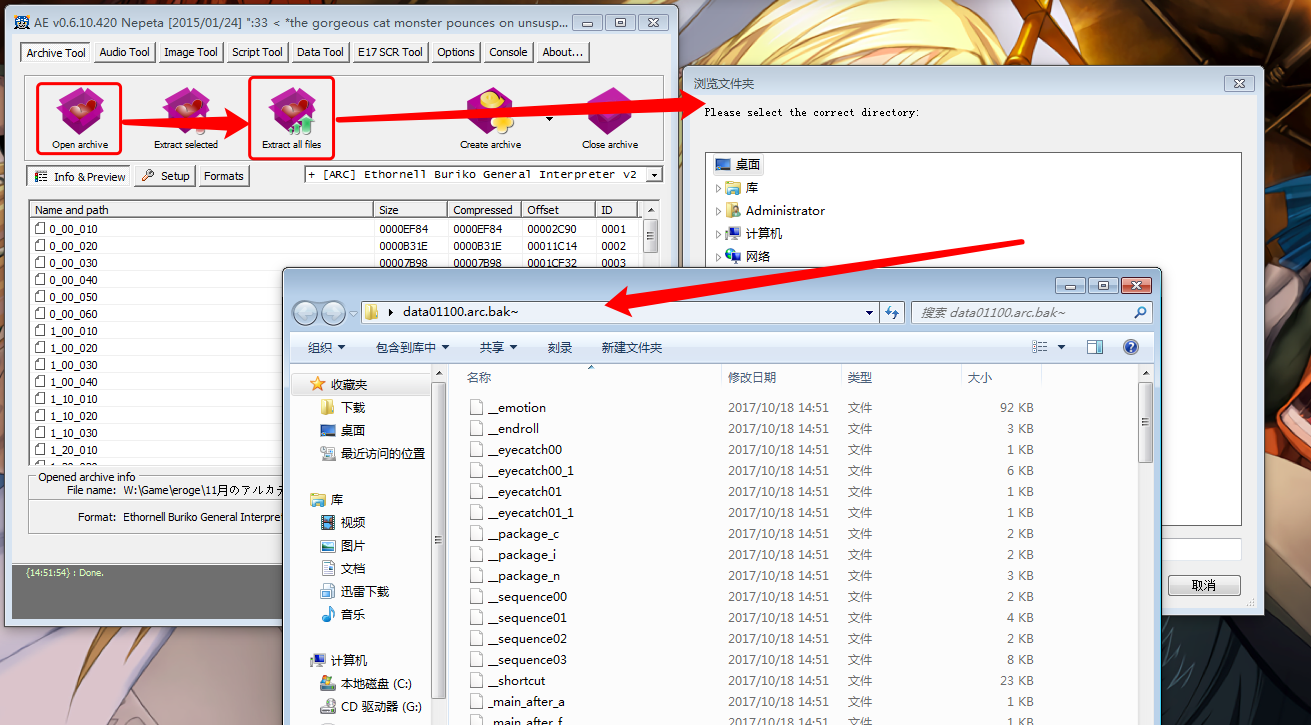 AE v0.6.10.420 Nepeta [2015/01/24] ":33 < *the gorgeous cat monster pounces on unsusp...
Archive Tool Audio Tool Image Tool Script Tool Data Tool E17 SCR Tool Options Console About...
Open archive Extract selected Extract all files Create archive Close archive
Info & Preview Setup Formats + [ARC] Ethornell Buriko General Interpreter v2
Name and path Size Compressed Offset ID
0_00_010 0000EF84 0000EF84 00002C90 0001
0_00_020 0000B31E 0000B31E 00011C14 0002
0_00_030 00007B98 00007B98 0001CF32 0003
0_00_040
0_00_050
0_00_060
1_00_010
1_00_020
1_00_030
1_00_040
1_10_010
1_10_020
1_10_030
1_20_010
Opened archive info
File name: W:\Game\eroge\11月のアルカデ
Format: Ethornell Buriko General Interpre
{14:51:54} : Done.
浏览文件夹
Please select the correct directory:
桌面
库
Administrator
计算机
网络
取消
data01100.arc.bak~ 搜索 data01100.arc.bak~
组织 包含到库中 共享 刻录 新建文件夹
收藏夹
下载
桌面
最近访问的位置
库
视频
图片
文档
迅雷下载
音乐
计算机
本地磁盘 (C:)
CD 驱动器 (G:)
名称 修改日期 类型 大小
__emotion 2017/10/18 14:51 文件 92 KB
__endroll 2017/10/18 14:51 文件 3 KB
__eyecatch00 2017/10/18 14:51 文件 1 KB
__eyecatch00_1 2017/10/18 14:51 文件 6 KB
__eyecatch01 2017/10/18 14:51 文件 1 KB
__eyecatch01_1 2017/10/18 14:51 文件 1 KB
__package_c 2017/10/18 14:51 文件 2 KB
__package_i 2017/10/18 14:51 文件 2 KB
__package_n 2017/10/18 14:51 文件 3 KB
__sequence00 2017/10/18 14:51 文件 2 KB
__sequence01 2017/10/18 14:51 文件 4 KB
__sequence02 2017/10/18 14:51 文件 2 KB
__sequence03 2017/10/18 14:51 文件 8 KB
__shortcut 2017/10/18 14:51 文件 23 KB
_main_after_a 2017/10/18 14:51 文件 1 KB
_main_after_f 2017/10/18 14:51 文件 1 KB